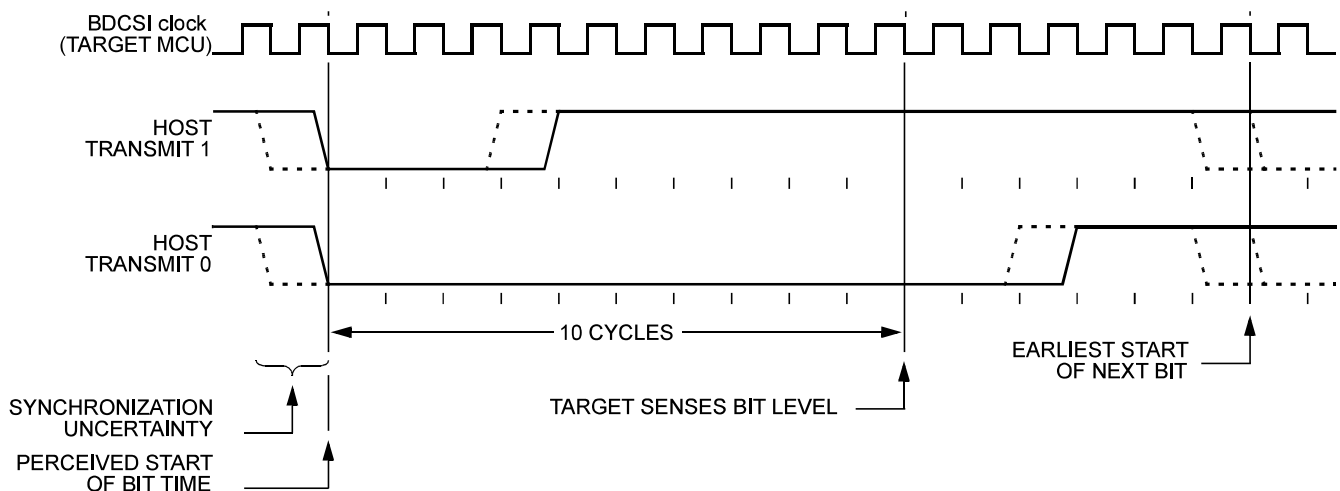 BDCSI clock
(TARGET MCU)
HOST
TRANSMIT 1
HOST
TRANSMIT 0
10 CYCLES
EARLIEST START
OF NEXT BIT
TARGET SENSES BIT LEVEL
SYNCHRONIZATION
UNCERTAINTY
PERCEIVED START
OF BIT TIME